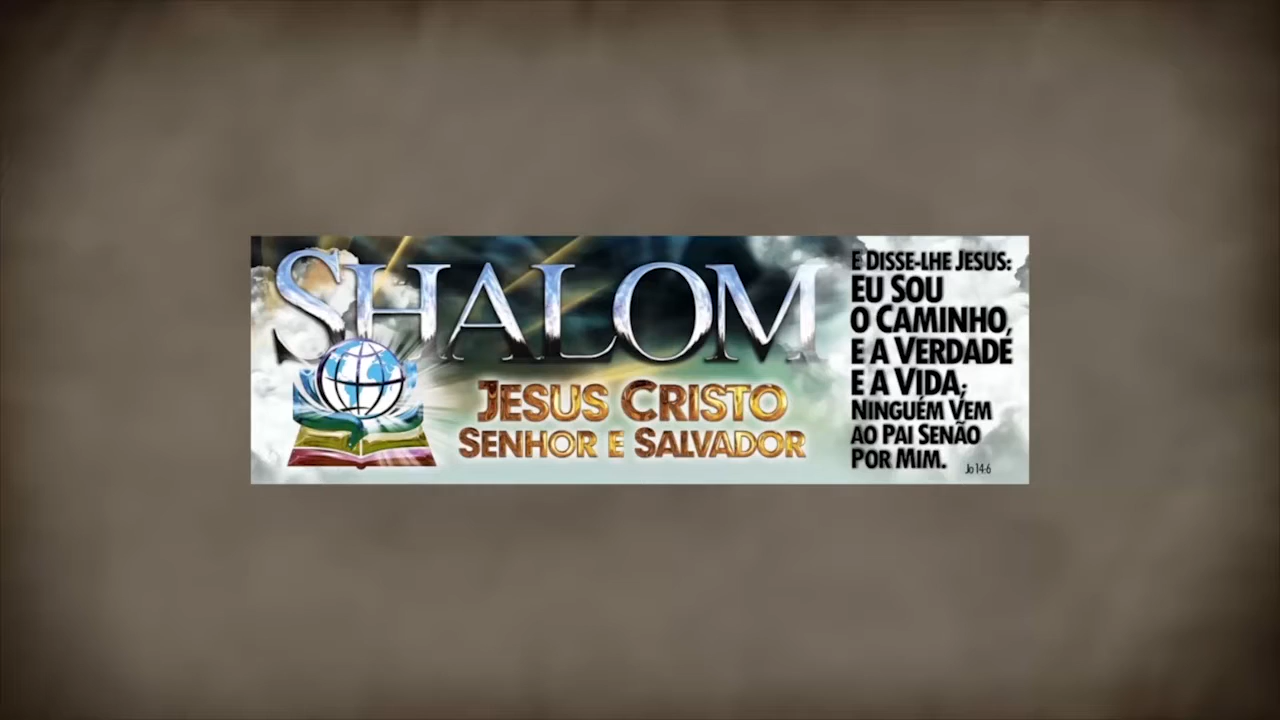 SHALOM
JESUS CRISTO
SENHOR E SALVADOR
E DISSE-LHE JESUS:
EU SOU
O CAMINHO,
E A VERDADE
E A VIDA;
NINGUÉM VEM
AO PAI SENÃO
POR MIM.
Jo 14:6